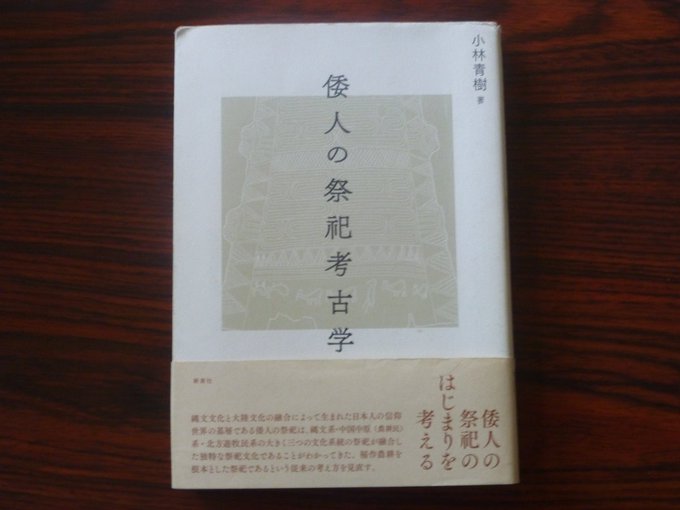 小林青樹 著
倭人の祭祀考古学
新泉社
倭人の
祭祀の
はじまりを
考える
縄文文化と大陸文化の融合によって生まれた日本人の信仰
世界の基層である倭人の祭祀は、縄文系・中国中原（農耕民）
系・北方遊牧民系の大きく三つの文化系統の祭祀が融合し
た独特な祭祀文化であることがわかってきた。稲作農耕を
根本とした祭祀であるという従来の考え方を見直す。